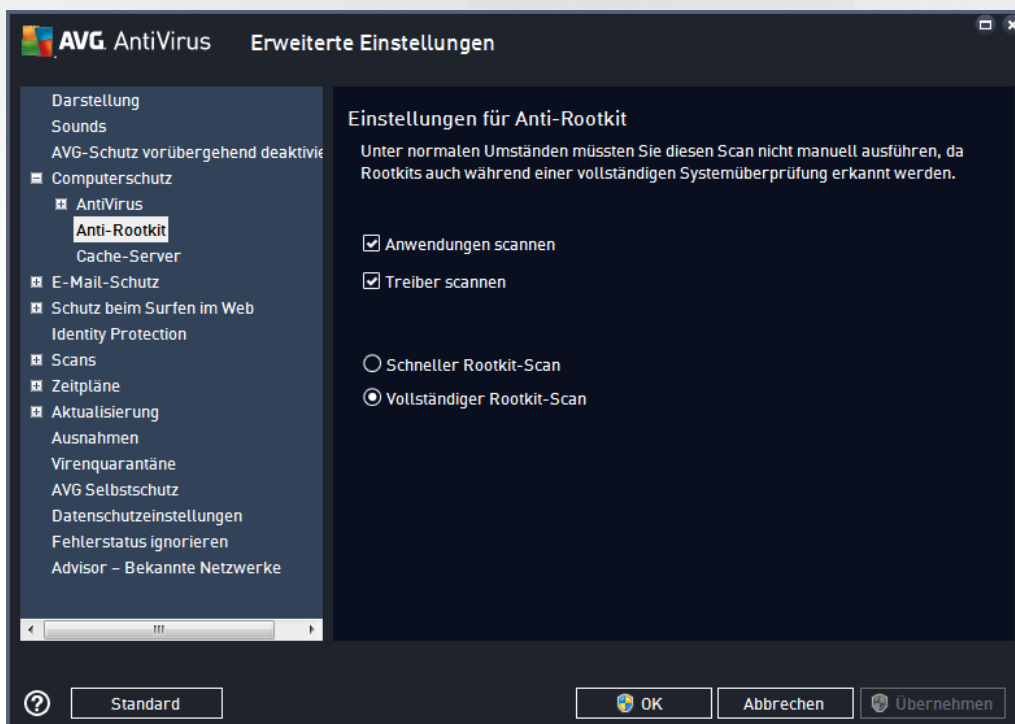 AVG. AntiVirus Erweiterte Einstellungen
Darstellung
Sounds
AVG-Schutz vorübergehend deaktivie
Computerschutz
AntiVirus
Anti-Rootkit
Cache-Server
E-Mail-Schutz
Schutz beim Surfen im Web
Identity Protection
Scans
Zeitpläne
Aktualisierung
Ausnahmen
Virenquarantäne
AVG Selbstschutz
Datenschutzeinstellungen
Fehlerstatus ignorieren
Advisor – Bekannte Netzwerke
Einstellungen für Anti-Rootkit
Unter normalen Umständen müssten Sie diesen Scan nicht manuell ausführen, da
Rootkits auch während einer vollständigen Systemüberprüfung erkannt werden.
Anwendungen scannen
Treiber scannen
Schneller Rootkit-Scan
Vollständiger Rootkit-Scan
? Standard OK Abbrechen Übernehmen